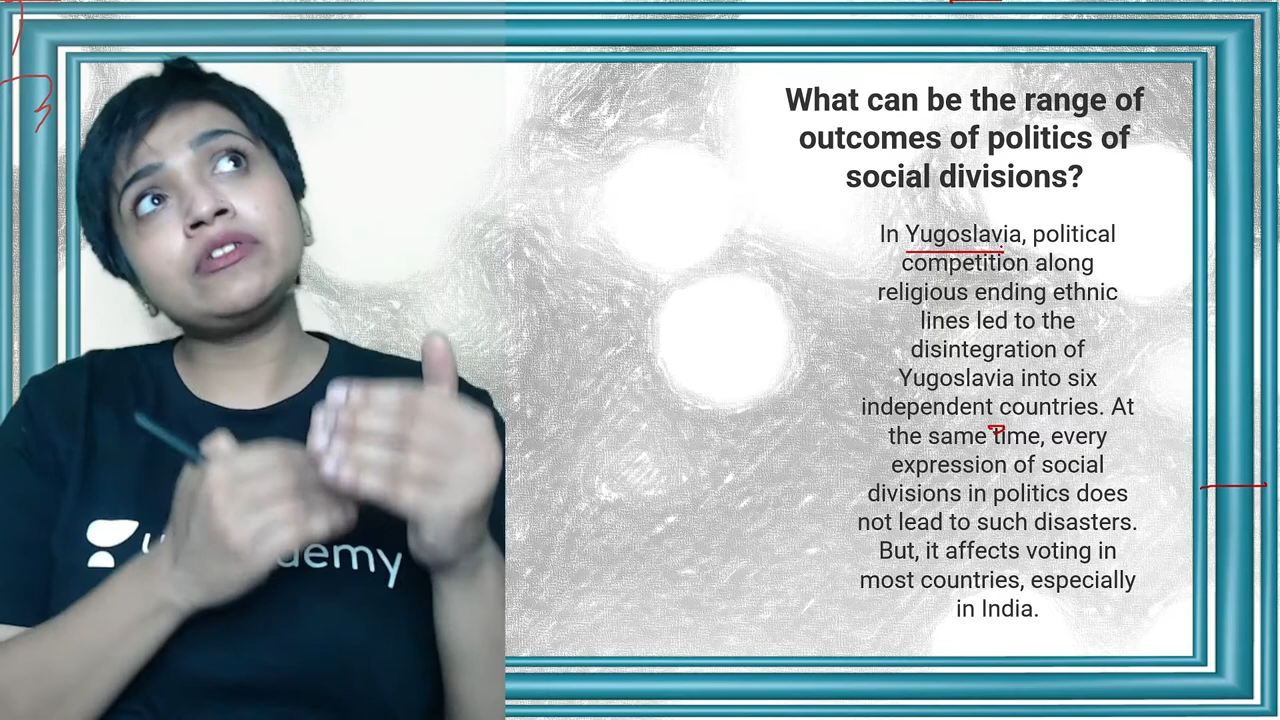 What can be the range of
outcomes of politics of
social divisions?
In Yugoslavia, political
competition along
religious ending ethnic
lines led to the
disintegration of
Yugoslavia into six
independent countries. At
the same time, every
expression of social
divisions in politics does
not lead to such disasters.
But, it affects voting in
most countries, especially
in India.